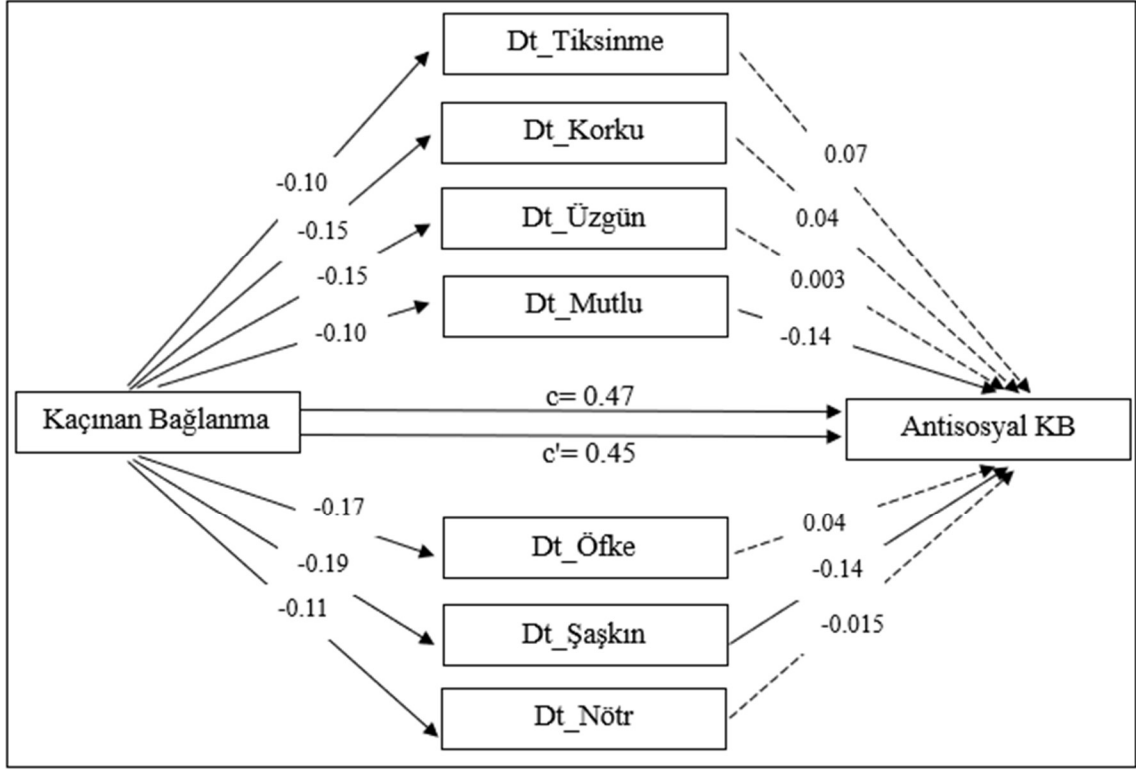 Dt_Tiksinme
Dt_Korku
Dt_Üzgün
Dt_Mutlu
-0.10
-0.15
-0.15
-0.10
0.07
0.04
0.003
-0.14
Kaçınan Bağlanma
c= 0.47
c'= 0.45
Antisosyal KB
-0.17
-0.19
-0.11
Dt_Öfke
Dt_Şaşkın
Dt_Nötr
0.04
-0.14
-0.015